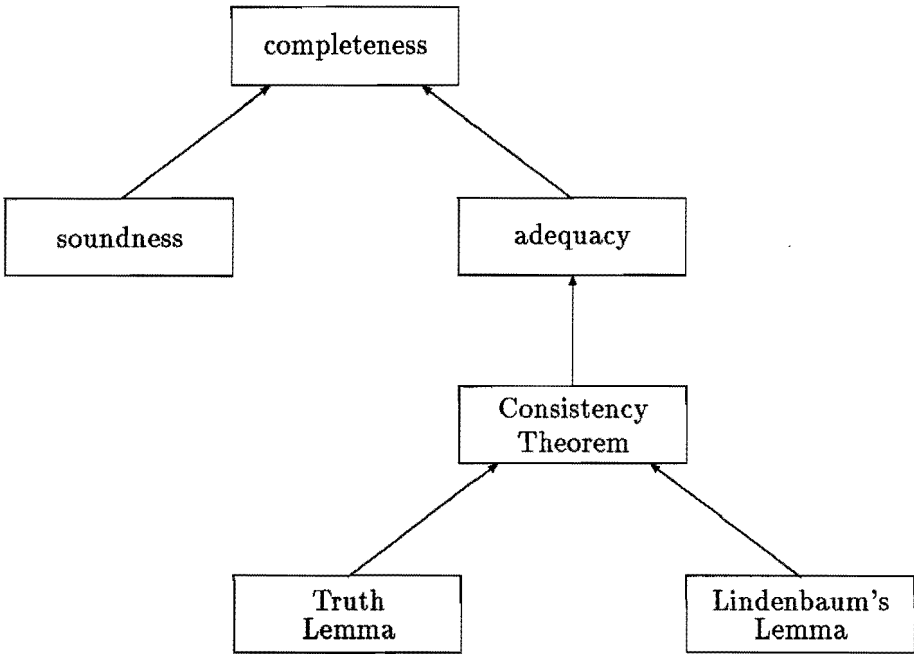 completeness
soundness
adequacy
Consistency
Theorem
Truth
Lemma
Lindenbaum's
Lemma